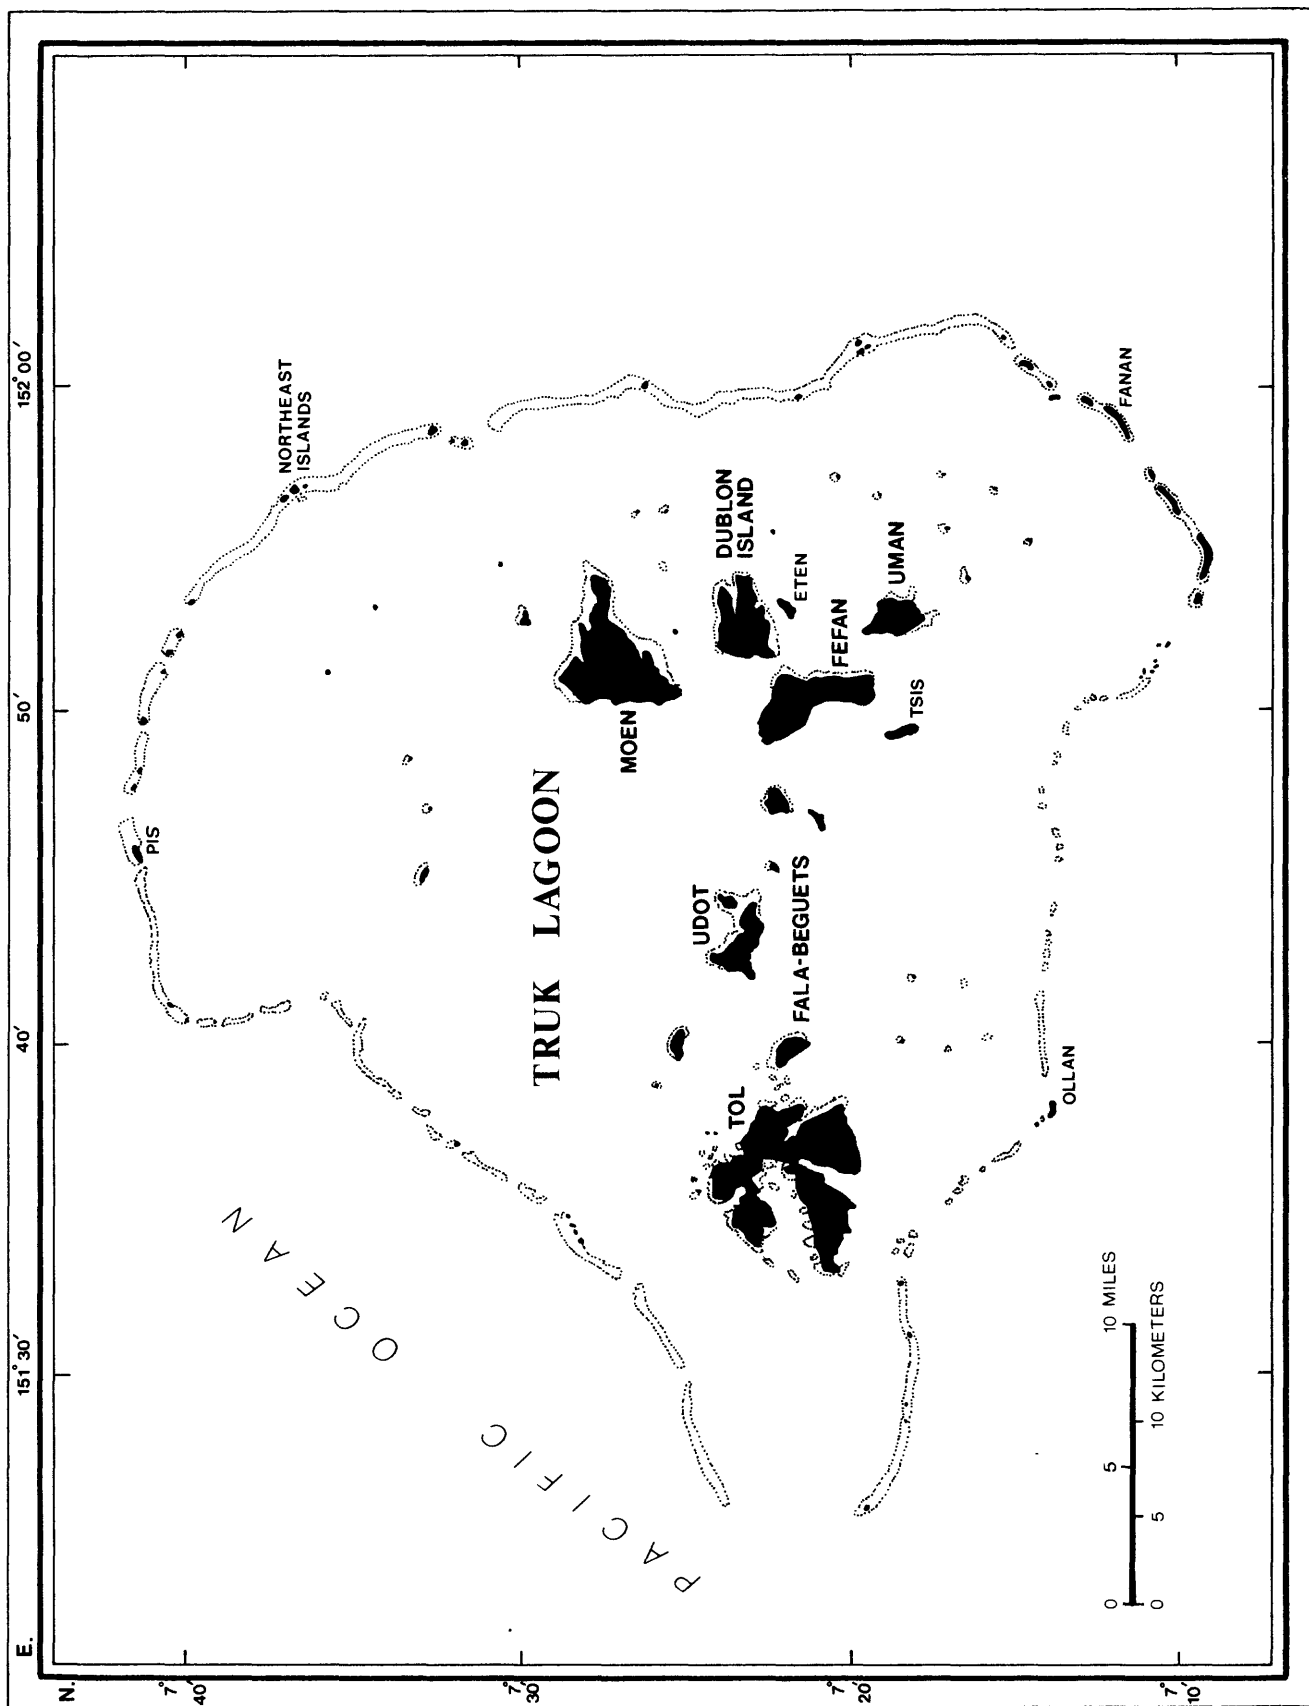 E.
151°30′
40′
50′
152°00′
N.
7°40′
7°30′
7°20′
7°10′
PACIFIC OCEAN
TRUK LAGOON
PIS
NORTHEAST
ISLANDS
MOEN
DUBLON
ISLAND
ETEN
FEFAN
UMAN
TSIS
UDOT
FALA-BEGUETS
TOL
OLLAN
FANAN
0 5 10 MILES
0 5 10 KILOMETERS